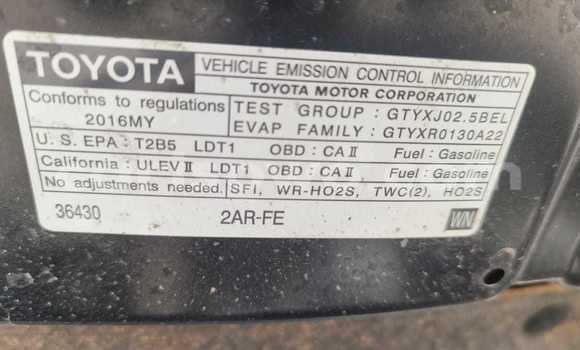 TOYOTA
VEHICLE EMISSION CONTROL INFORMATION
TOYOTA MOTOR CORPORATION
Conforms to regulations
2016MY
TEST GROUP : GTYXJ02.5BEL
EVAP FAMILY : GTYXR0130A22
U. S. EPA : T2B5 LDT1 OBD : CA II Fuel : Gasoline
California : ULEV II LDT1 OBD : CA II Fuel : Gasoline
No adjustments needed. SFI, WR-HO2S, TWC(2), HO2S
36430 2AR-FE WN